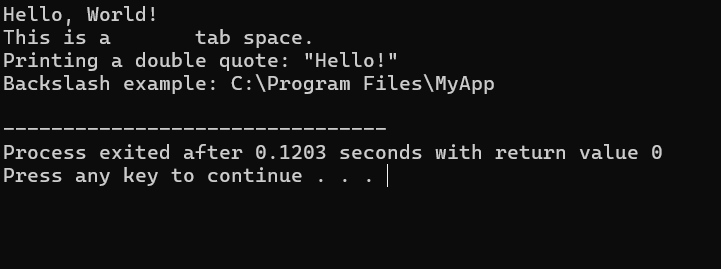 Hello, World!
This is a       tab space.
Printing a double quote: "Hello!"
Backslash example: C:\Program Files\MyApp
--------------------------------
Process exited after 0.1203 seconds with return value 0
Press any key to continue . . .